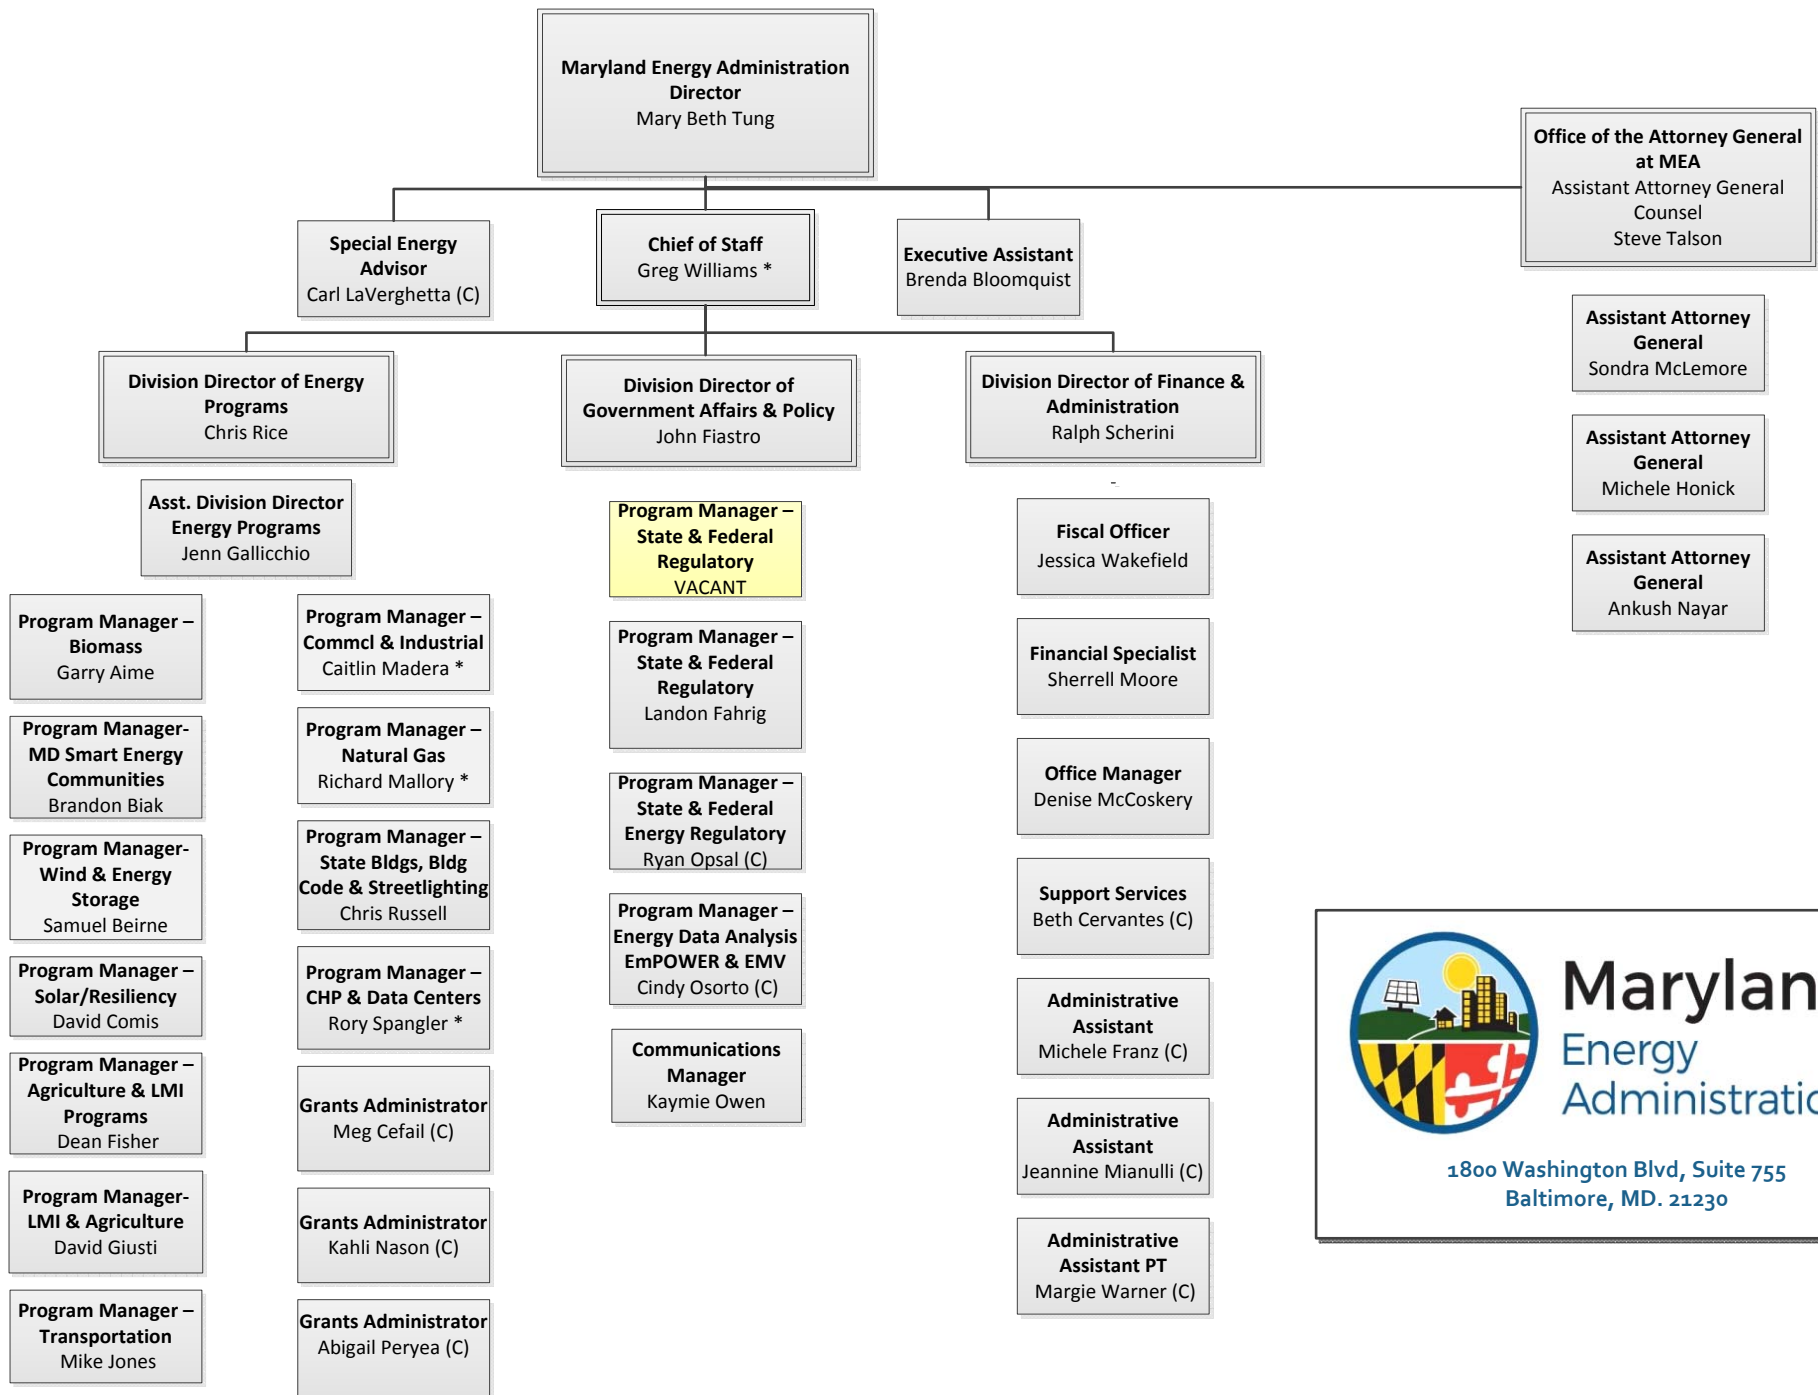 Maryland Energy Administration
Director
Mary Beth Tung
Office of the Attorney General
at MEA
Assistant Attorney General
Counsel
Steve Talson
Special Energy
Advisor
Carl LaVerghetta (C)
Chief of Staff
Greg Williams *
Executive Assistant
Brenda Bloomquist
Assistant Attorney
General
Sondra McLemore
Assistant Attorney
General
Michele Honick
Assistant Attorney
General
Ankush Nayar
Division Director of Energy
Programs
Chris Rice
Division Director of
Government Affairs & Policy
John Fiastro
Division Director of Finance &
Administration
Ralph Scherini
-
Asst. Division Director
Energy Programs
Jenn Gallicchio
Program Manager –
Biomass
Garry Aime
Program Manager-
MD Smart Energy
Communities
Brandon Biak
Program Manager-
Wind & Energy
Storage
Samuel Beirne
Program Manager –
Solar/Resiliency
David Comis
Program Manager –
Agriculture & LMI
Programs
Dean Fisher
Program Manager-
LMI & Agriculture
David Giusti
Program Manager –
Transportation
Mike Jones
Program Manager –
Commcl & Industrial
Caitlin Madera *
Program Manager –
Natural Gas
Richard Mallory *
Program Manager –
State Bldgs, Bldg
Code & Streetlighting
Chris Russell
Program Manager –
CHP & Data Centers
Rory Spangler *
Grants Administrator
Meg Cefail (C)
Grants Administrator
Kahli Nason (C)
Grants Administrator
Abigail Peryea (C)
Program Manager –
State & Federal
Regulatory
VACANT
Program Manager –
State & Federal
Regulatory
Landon Fahrig
Program Manager –
State & Federal
Energy Regulatory
Ryan Opsal (C)
Program Manager –
Energy Data Analysis
EmPOWER & EMV
Cindy Osorto (C)
Communications
Manager
Kaymie Owen
Fiscal Officer
Jessica Wakefield
Financial Specialist
Sherrell Moore
Office Manager
Denise McCoskery
Support Services
Beth Cervantes (C)
Administrative
Assistant
Michele Franz (C)
Administrative
Assistant
Jeannine Mianulli (C)
Administrative
Assistant PT
Margie Warner (C)
Marylan
Energy
Administratio
1800 Washington Blvd, Suite 755
Baltimore, MD. 21230